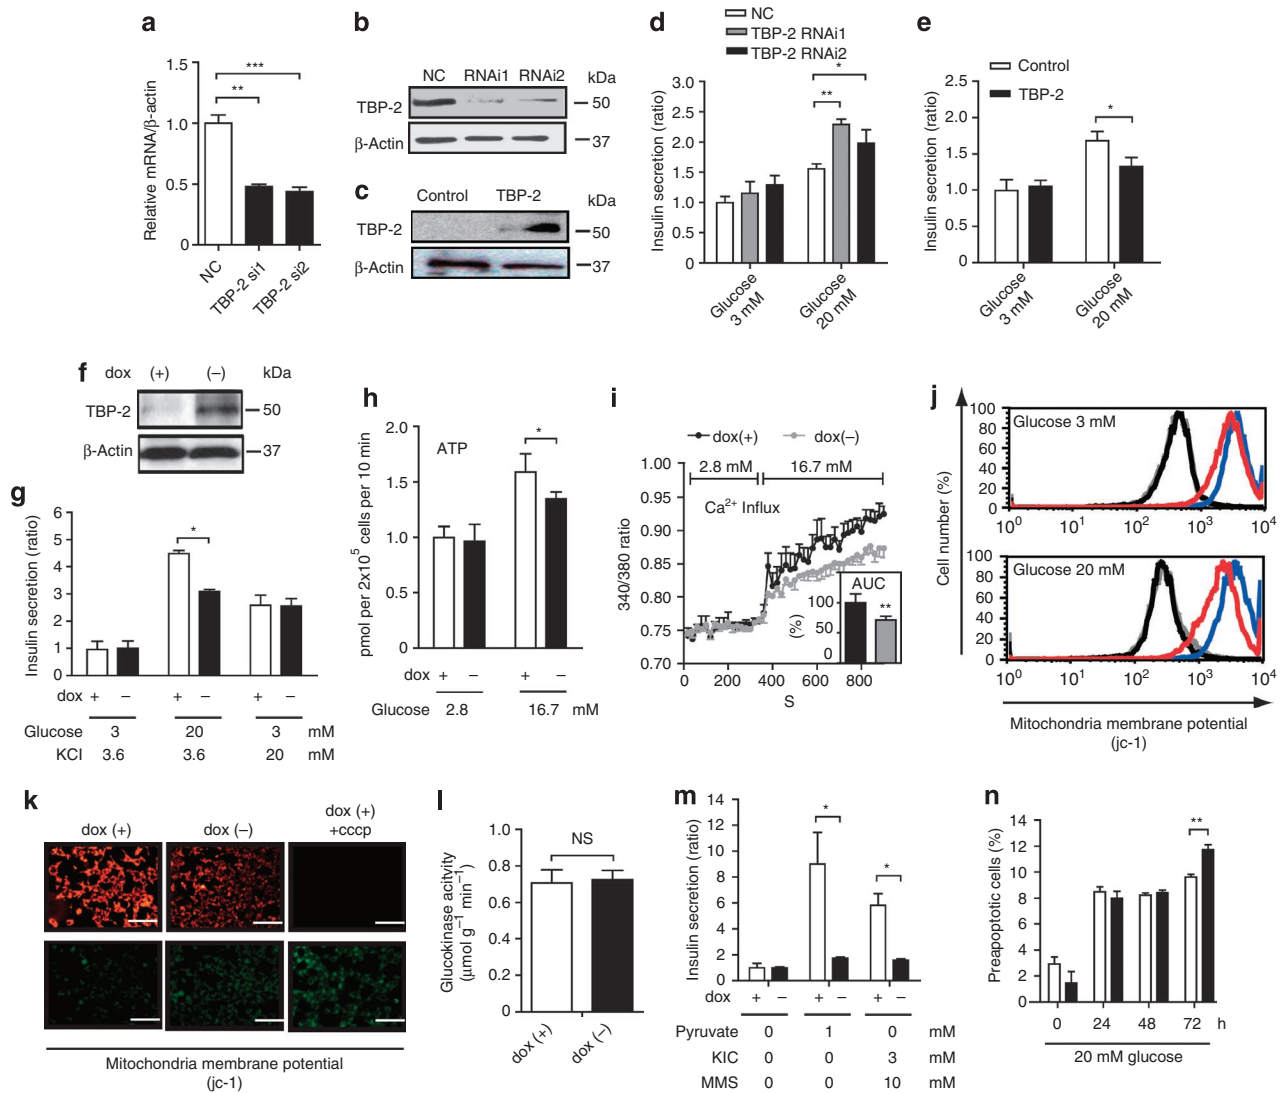 a
1.5
1.0
0.5
0
Relative mRNA/β-actin
***
**
NC
TBP-2 si1
TBP-2 si2
b
NC RNAi1 RNAi2 kDa
TBP-2 50
β-Actin 37
c
Control TBP-2 kDa
TBP-2 50
β-Actin 37
d
NC
TBP-2 RNAi1
TBP-2 RNAi2
3.0
2.5
2.0
1.5
1.0
0.5
0
Insulin secretion (ratio)
*
**
Glucose 3 mM
Glucose 20 mM
e
Control
TBP-2
2.5
2.0
1.5
1.0
0.5
0
Insulin secretion (ratio)
*
Glucose 3 mM
Glucose 20 mM
f
dox (+) (–) kDa
TBP-2 50
β-Actin 37
g
6
5
4
3
2
1
0
Insulin secretion (ratio)
*
dox + – + – + –
Glucose 3 20 3 mM
KCl 3.6 3.6 20 mM
h
2.0
1.5
1.0
0.5
0
pmol per 2x10⁵ cells per 10 min
ATP
*
dox + – + –
Glucose 2.8 16.7 mM
i
dox(+) dox(–)
2.8 mM 16.7 mM
Ca²⁺ Influx
1.00
0.95
0.90
0.85
0.80
0.75
0.70
340/380 ratio
0 200 400 600 800
S
AUC
100
50
0
(%)
**
j
Cell number (%)
100
80
60
40
20
0
Glucose 3 mM
10⁰ 10¹ 10² 10³ 10⁴
100
80
60
40
20
0
Glucose 20 mM
10⁰ 10¹ 10² 10³ 10⁴
Mitochondria membrane potential
(jc-1)
k
dox (+) dox (–) dox (+)
+cccp
Mitochondria membrane potential
(jc-1)
l
1.0
0.8
0.6
0.4
0.2
0
Glucokinase acitvity
(μmol g⁻¹ min⁻¹)
NS
dox (+)
dox (–)
m
14
12
10
8
6
4
2
0
Insulin secretion (ratio)
*
*
dox + – + – + –
Pyruvate 0 1 0 mM
KIC 0 0 3 mM
MMS 0 0 10 mM
n
14
12
10
8
6
4
2
0
Preapoptotic cells (%)
**
0 24 48 72 h
20 mM glucose